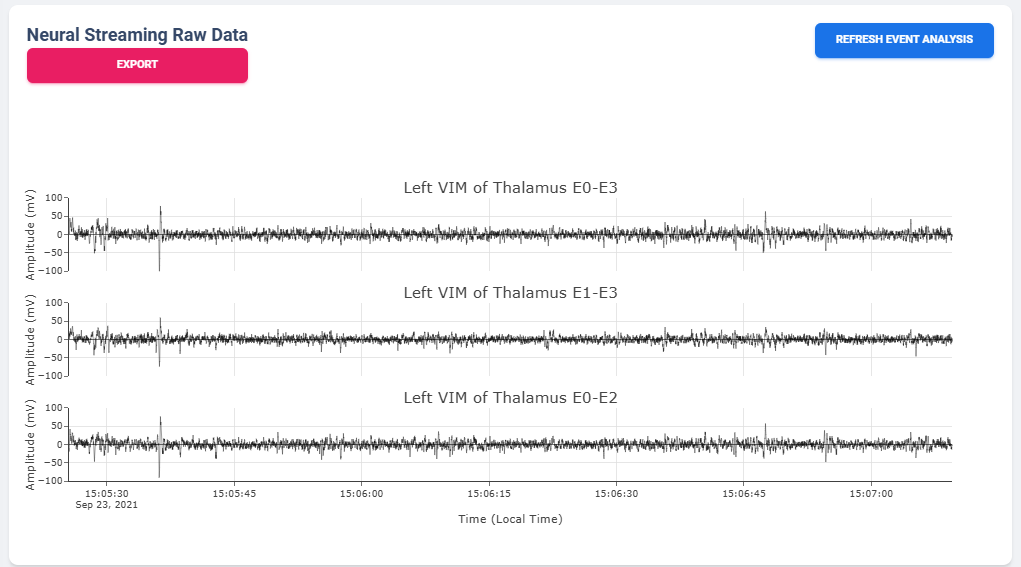 Neural Streaming Raw Data
EXPORT
REFRESH EVENT ANALYSIS
Left VIM of Thalamus E0-E3
Amplitude (mV)
100
50
0
−50
−100
Left VIM of Thalamus E1-E3
Amplitude (mV)
100
50
0
−50
−100
Left VIM of Thalamus E0-E2
Amplitude (mV)
100
50
0
−50
−100
15:05:30 15:05:45 15:06:00 15:06:15 15:06:30 15:06:45 15:07:00
Sep 23, 2021
Time (Local Time)